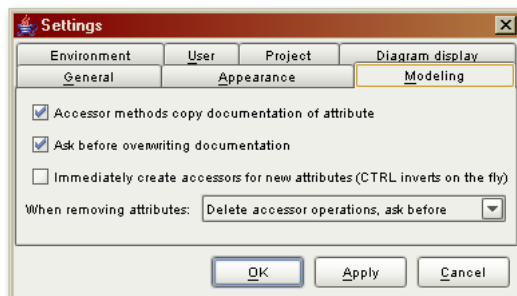 Settings
Environment User Project Diagram display
General Appearance Modeling
Accessor methods copy documentation of attribute
Ask before overwriting documentation
Immediately create accessors for new attributes (CTRL inverts on the fly)
When removing attributes: Delete accessor operations, ask before
OK Apply Cancel